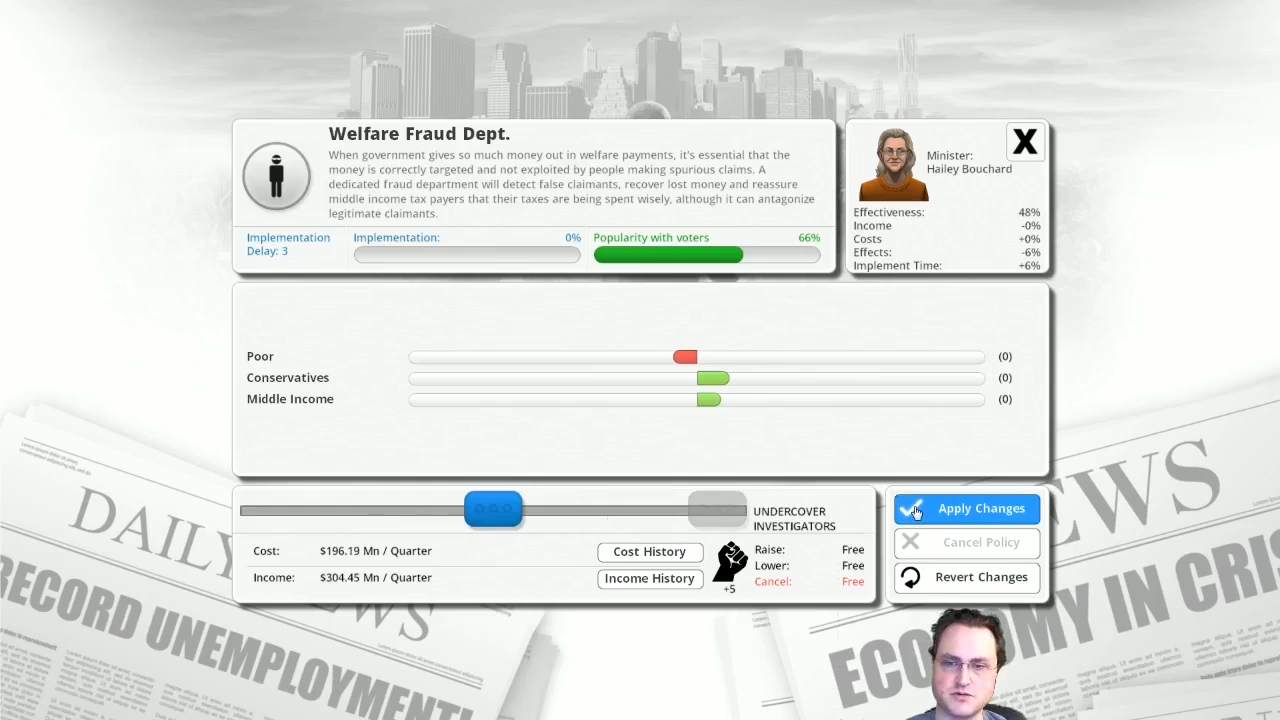 Welfare Fraud Dept.
When government gives so much money out in welfare payments, it's essential that the
money is correctly targeted and not exploited by people making spurious claims. A
dedicated fraud department will detect false claimants, recover lost money and reassure
middle income tax payers that their taxes are being spent wisely, although it can antagonize
legitimate claimants.
Implementation
Delay: 3
Implementation: 0%
Popularity with voters 66%
X
Minister:
Hailey Bouchard
Effectiveness: 48%
Income -0%
Costs +0%
Effects: -6%
Implement Time: +6%
Poor (0)
Conservatives (0)
Middle Income (0)
UNDERCOVER
INVESTIGATORS
Cost: $196.19 Mn / Quarter
Income: $304.45 Mn / Quarter
Cost History
Income History
+5
Raise: Free
Lower: Free
Cancel: Free
Apply Changes
Cancel Policy
Revert Changes
DAILY
NEWS
RECORD UNEMPLOYMENT!
NEWS
ECONOMY IN CRIS